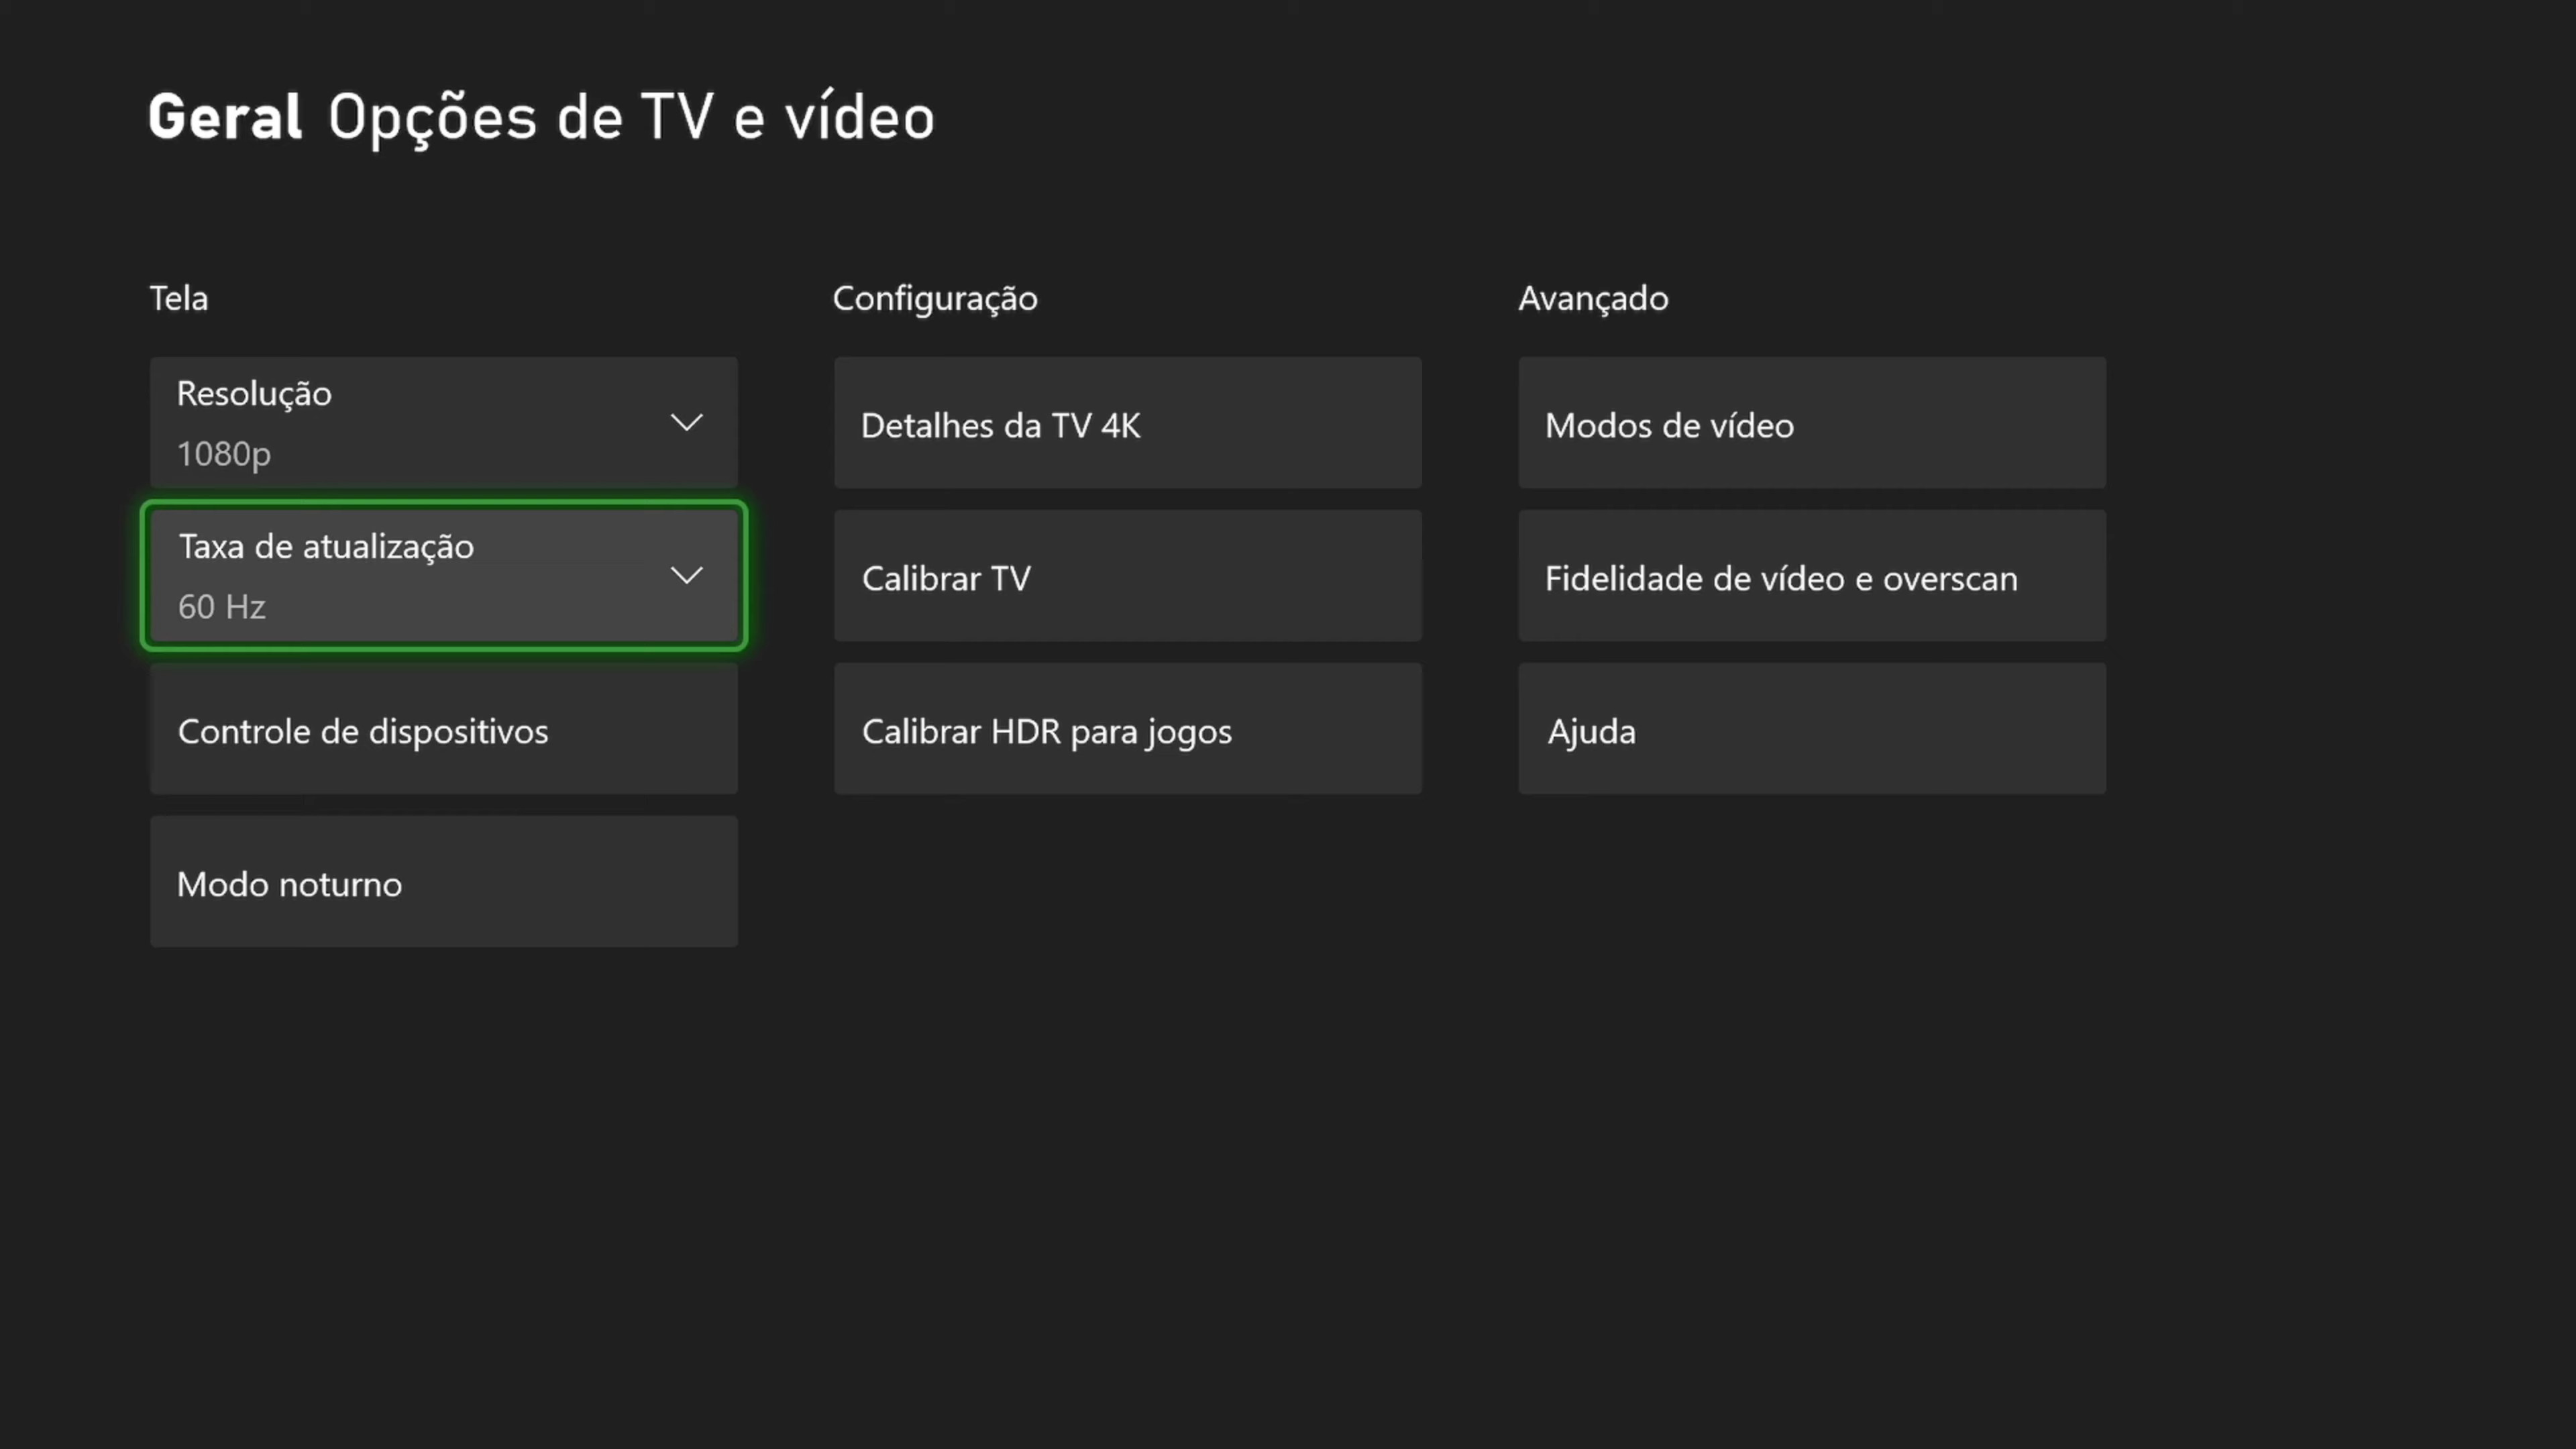 Geral Opções de TV e vídeo
Tela
Resolução
1080p
Taxa de atualização
60 Hz
Controle de dispositivos
Modo noturno
Configuração
Detalhes da TV 4K
Calibrar TV
Calibrar HDR para jogos
Avançado
Modos de vídeo
Fidelidade de vídeo e overscan
Ajuda